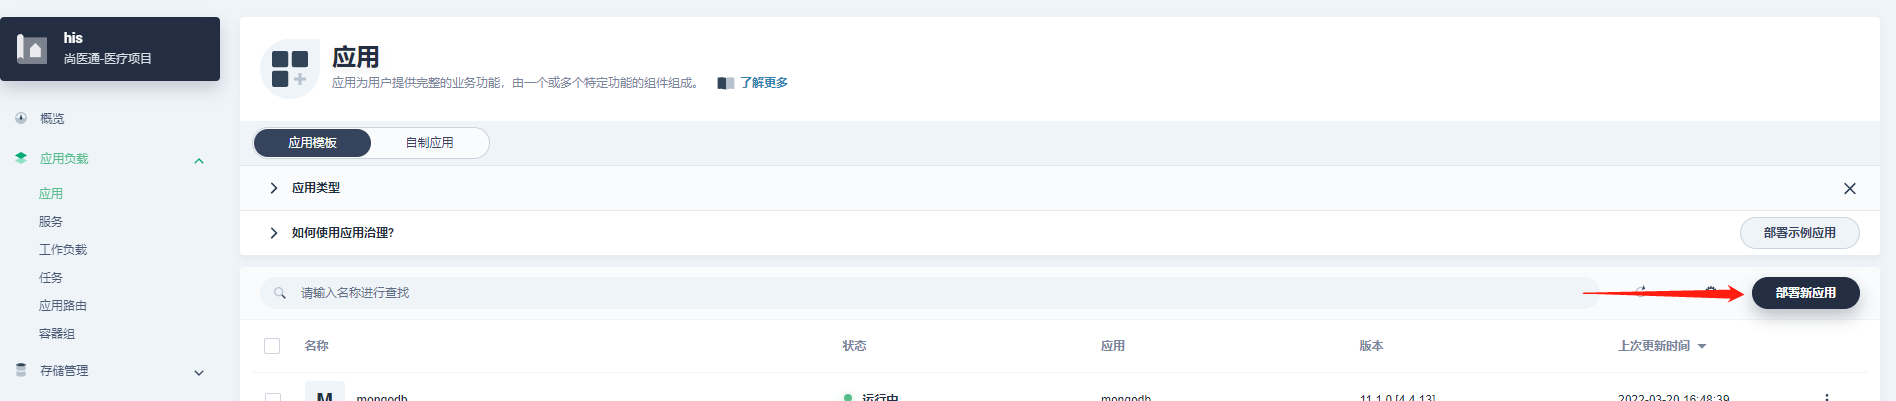 his
尚医通-医疗项目
概览
应用负载
应用
服务
工作负载
任务
应用路由
容器组
存储管理
应用
应用为用户提供完整的业务功能，由一个或多个特定功能的组件组成。 了解更多
应用模板 自制应用
应用类型
如何使用应用治理? 部署示例应用
请输入名称进行查找 部署新应用
名称 状态 应用 版本 上次更新时间
M mongodb 运行中 mongodb 11.1.0 [4.4.13] 2022-03-20 16:48:39